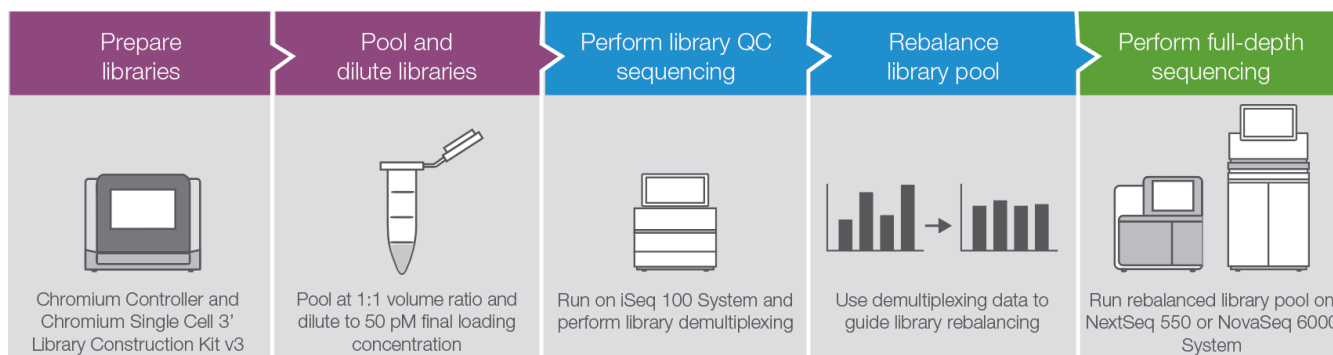 Prepare
libraries
Pool and
dilute libraries
Perform library QC
sequencing
Rebalance
library pool
Perform full-depth
sequencing
Chromium Controller and
Chromium Single Cell 3’
Library Construction Kit v3
Pool at 1:1 volume ratio and
dilute to 50 pM final loading
concentration
Run on iSeq 100 System and
perform library demultiplexing
Use demultiplexing data to
guide library rebalancing
Run rebalanced library pool on
NextSeq 550 or NovaSeq 6000
System